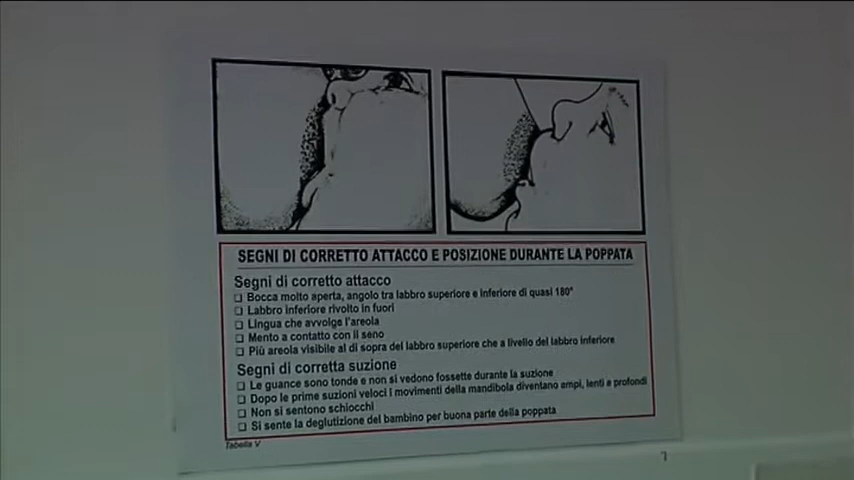 SEGNI DI CORRETTO ATTACCO E POSIZIONE DURANTE LA POPPATA
Segni di corretto attacco
❏ Bocca molto aperta, angolo tra labbro superiore e inferiore di quasi 180°
❏ Labbro inferiore rivolto in fuori
❏ Lingua che avvolge l'areola
❏ Mento a contatto con il seno
❏ Più areola visibile al di sopra del labbro superiore che a livello del labbro inferiore
Segni di corretta suzione
❏ Le guance sono tonde e non si vedono fossette durante la suzione
❏ Dopo le prime suzioni veloci i movimenti della mandibola diventano ampi, lenti e profondi
❏ Non si sentono schiocchi
❏ Si sente la deglutizione del bambino per buona parte della poppata
Tabella V